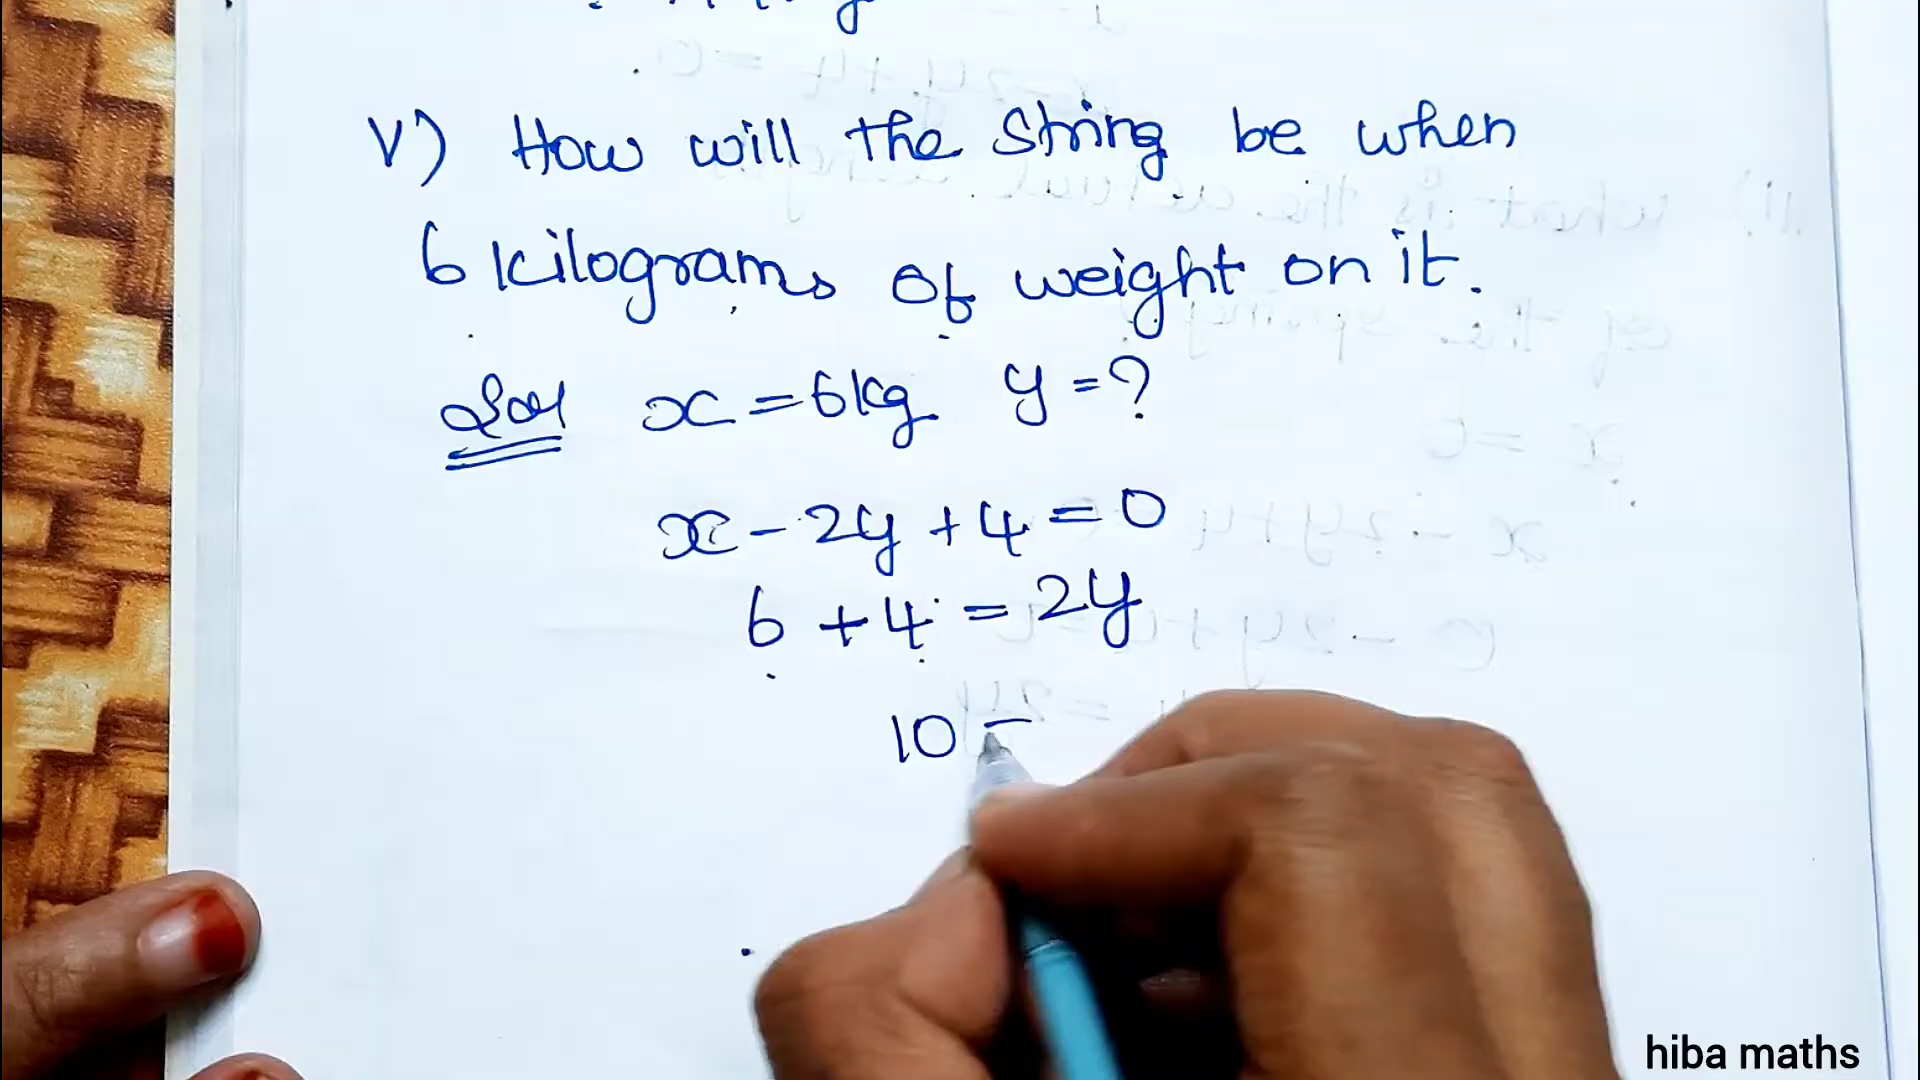 V) How will the string be when
6 kilograms of weight on it.
Sol x = 6kg y = ?
x - 2y + 4 = 0
6 + 4 = 2y
10
hiba maths